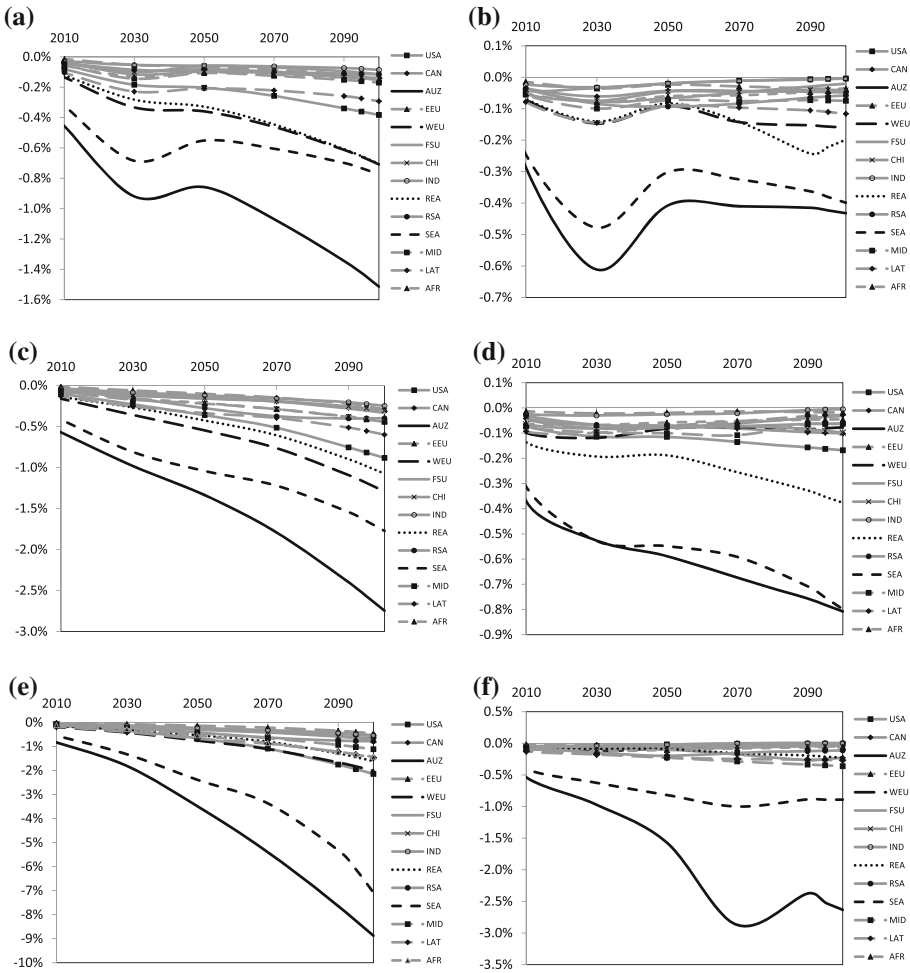 (a)
2010 2030 2050 2070 2090
0.0%
-0.2%
-0.4%
-0.6%
-0.8%
-1.0%
-1.2%
-1.4%
-1.6%
USA
CAN
AUZ
EEU
WEU
FSU
CHI
IND
REA
RSA
SEA
MID
LAT
AFR
(b)
2010 2030 2050 2070 2090
0.1%
0.0%
-0.1%
-0.2%
-0.3%
-0.4%
-0.5%
-0.6%
-0.7%
USA
CAN
AUZ
EEU
WEU
FSU
CHI
IND
REA
RSA
SEA
MID
LAT
AFR
(c)
2010 2030 2050 2070 2090
0.0%
-0.5%
-1.0%
-1.5%
-2.0%
-2.5%
-3.0%
USA
CAN
AUZ
EEU
WEU
FSU
CHI
IND
REA
RSA
SEA
MID
LAT
AFR
(d)
2010 2030 2050 2070 2090
0.1%
0.0%
-0.1%
-0.2%
-0.3%
-0.4%
-0.5%
-0.6%
-0.7%
-0.8%
-0.9%
USA
CAN
AUZ
EEU
WEU
FSU
CHI
IND
REA
RSA
SEA
MID
LAT
AFR
(e)
2010 2030 2050 2070 2090
0%
-1%
-2%
-3%
-4%
-5%
-6%
-7%
-8%
-9%
-10%
USA
CAN
AUZ
EEU
WEU
FSU
CHI
IND
REA
RSA
SEA
MID
LAT
AFR
(f)
2010 2030 2050 2070 2090
0.5%
0.0%
-0.5%
-1.0%
-1.5%
-2.0%
-2.5%
-3.0%
-3.5%
USA
CAN
AUZ
EEU
WEU
FSU
CHI
IND
REA
RSA
SEA
MID
LAT
AFR